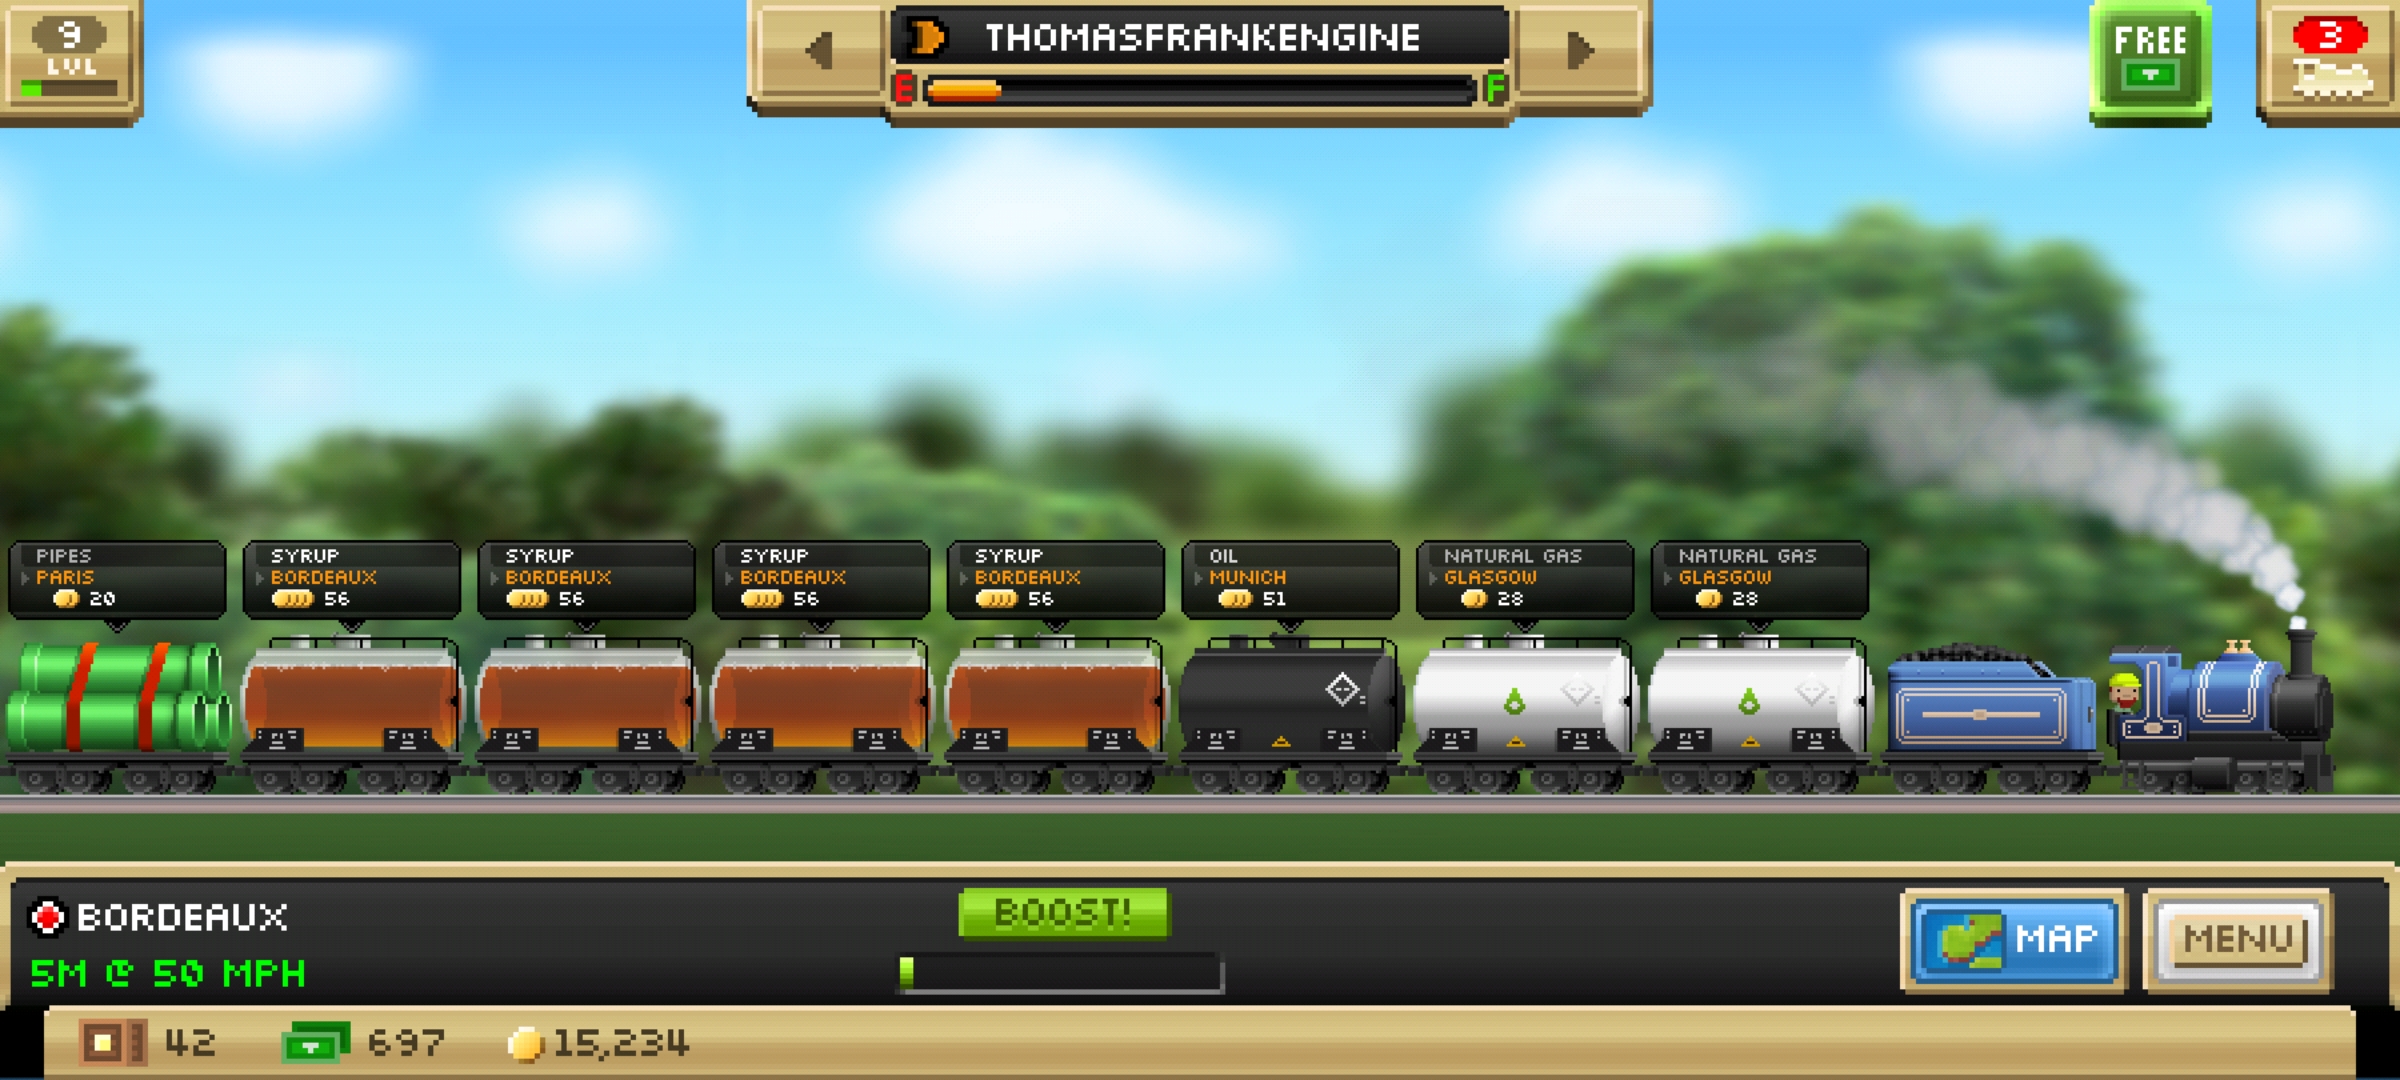 9
LVL
THOMASFRANKENGINE
E F
FREE
3
PIPES
PARIS
20
SYRUP
BORDEAUX
56
SYRUP
BORDEAUX
56
SYRUP
BORDEAUX
56
SYRUP
BORDEAUX
56
OIL
MUNICH
51
NATURAL GAS
GLASGOW
28
NATURAL GAS
GLASGOW
28
BORDEAUX
5M @ 50 MPH
BOOST!
MAP
MENU
42
697
15,234